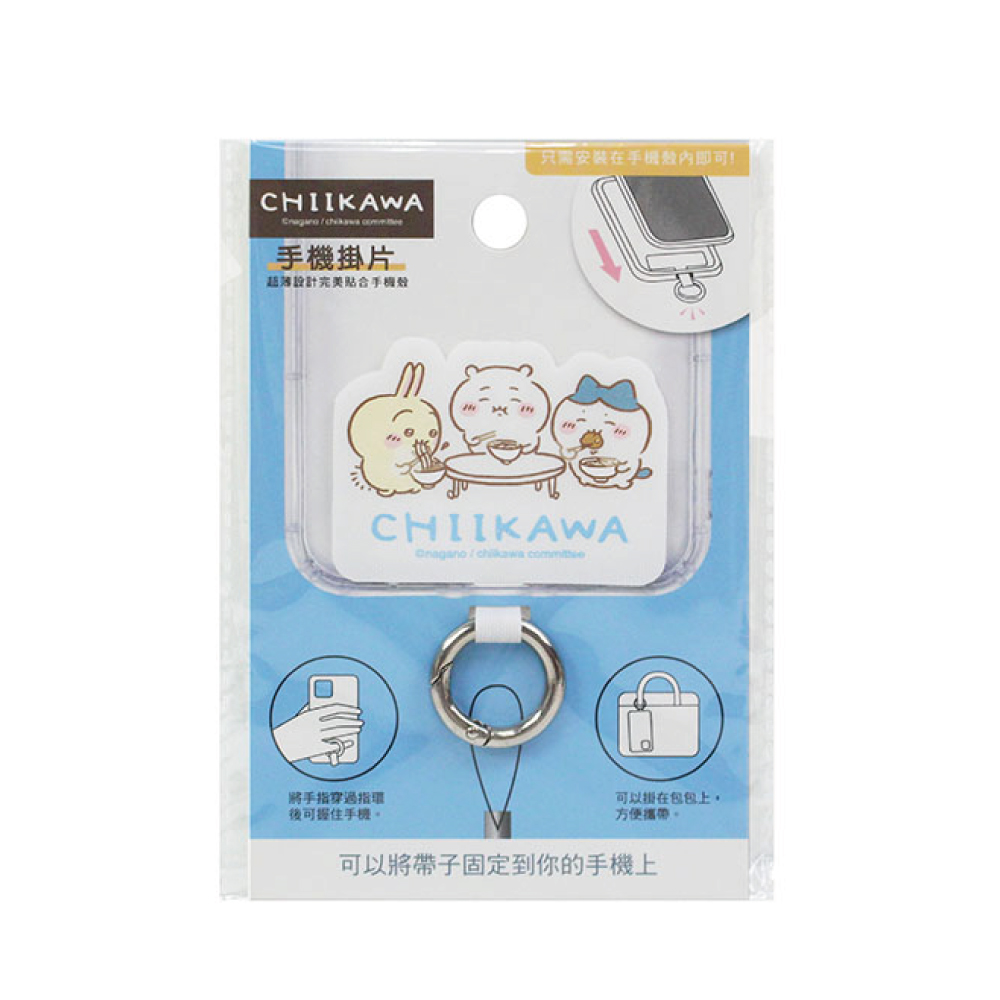 只需安裝在手機殼內即可!
CHIIKAWA
©nagano / chiikawa committee
手機掛片
超薄設計完美貼合手機殼
CHIIKAWA
©nagano / chiikawa committee
將手指穿過指環
後可握住手機。
可以掛在包包上，
方便攜帶。
可以將帶子固定到你的手機上